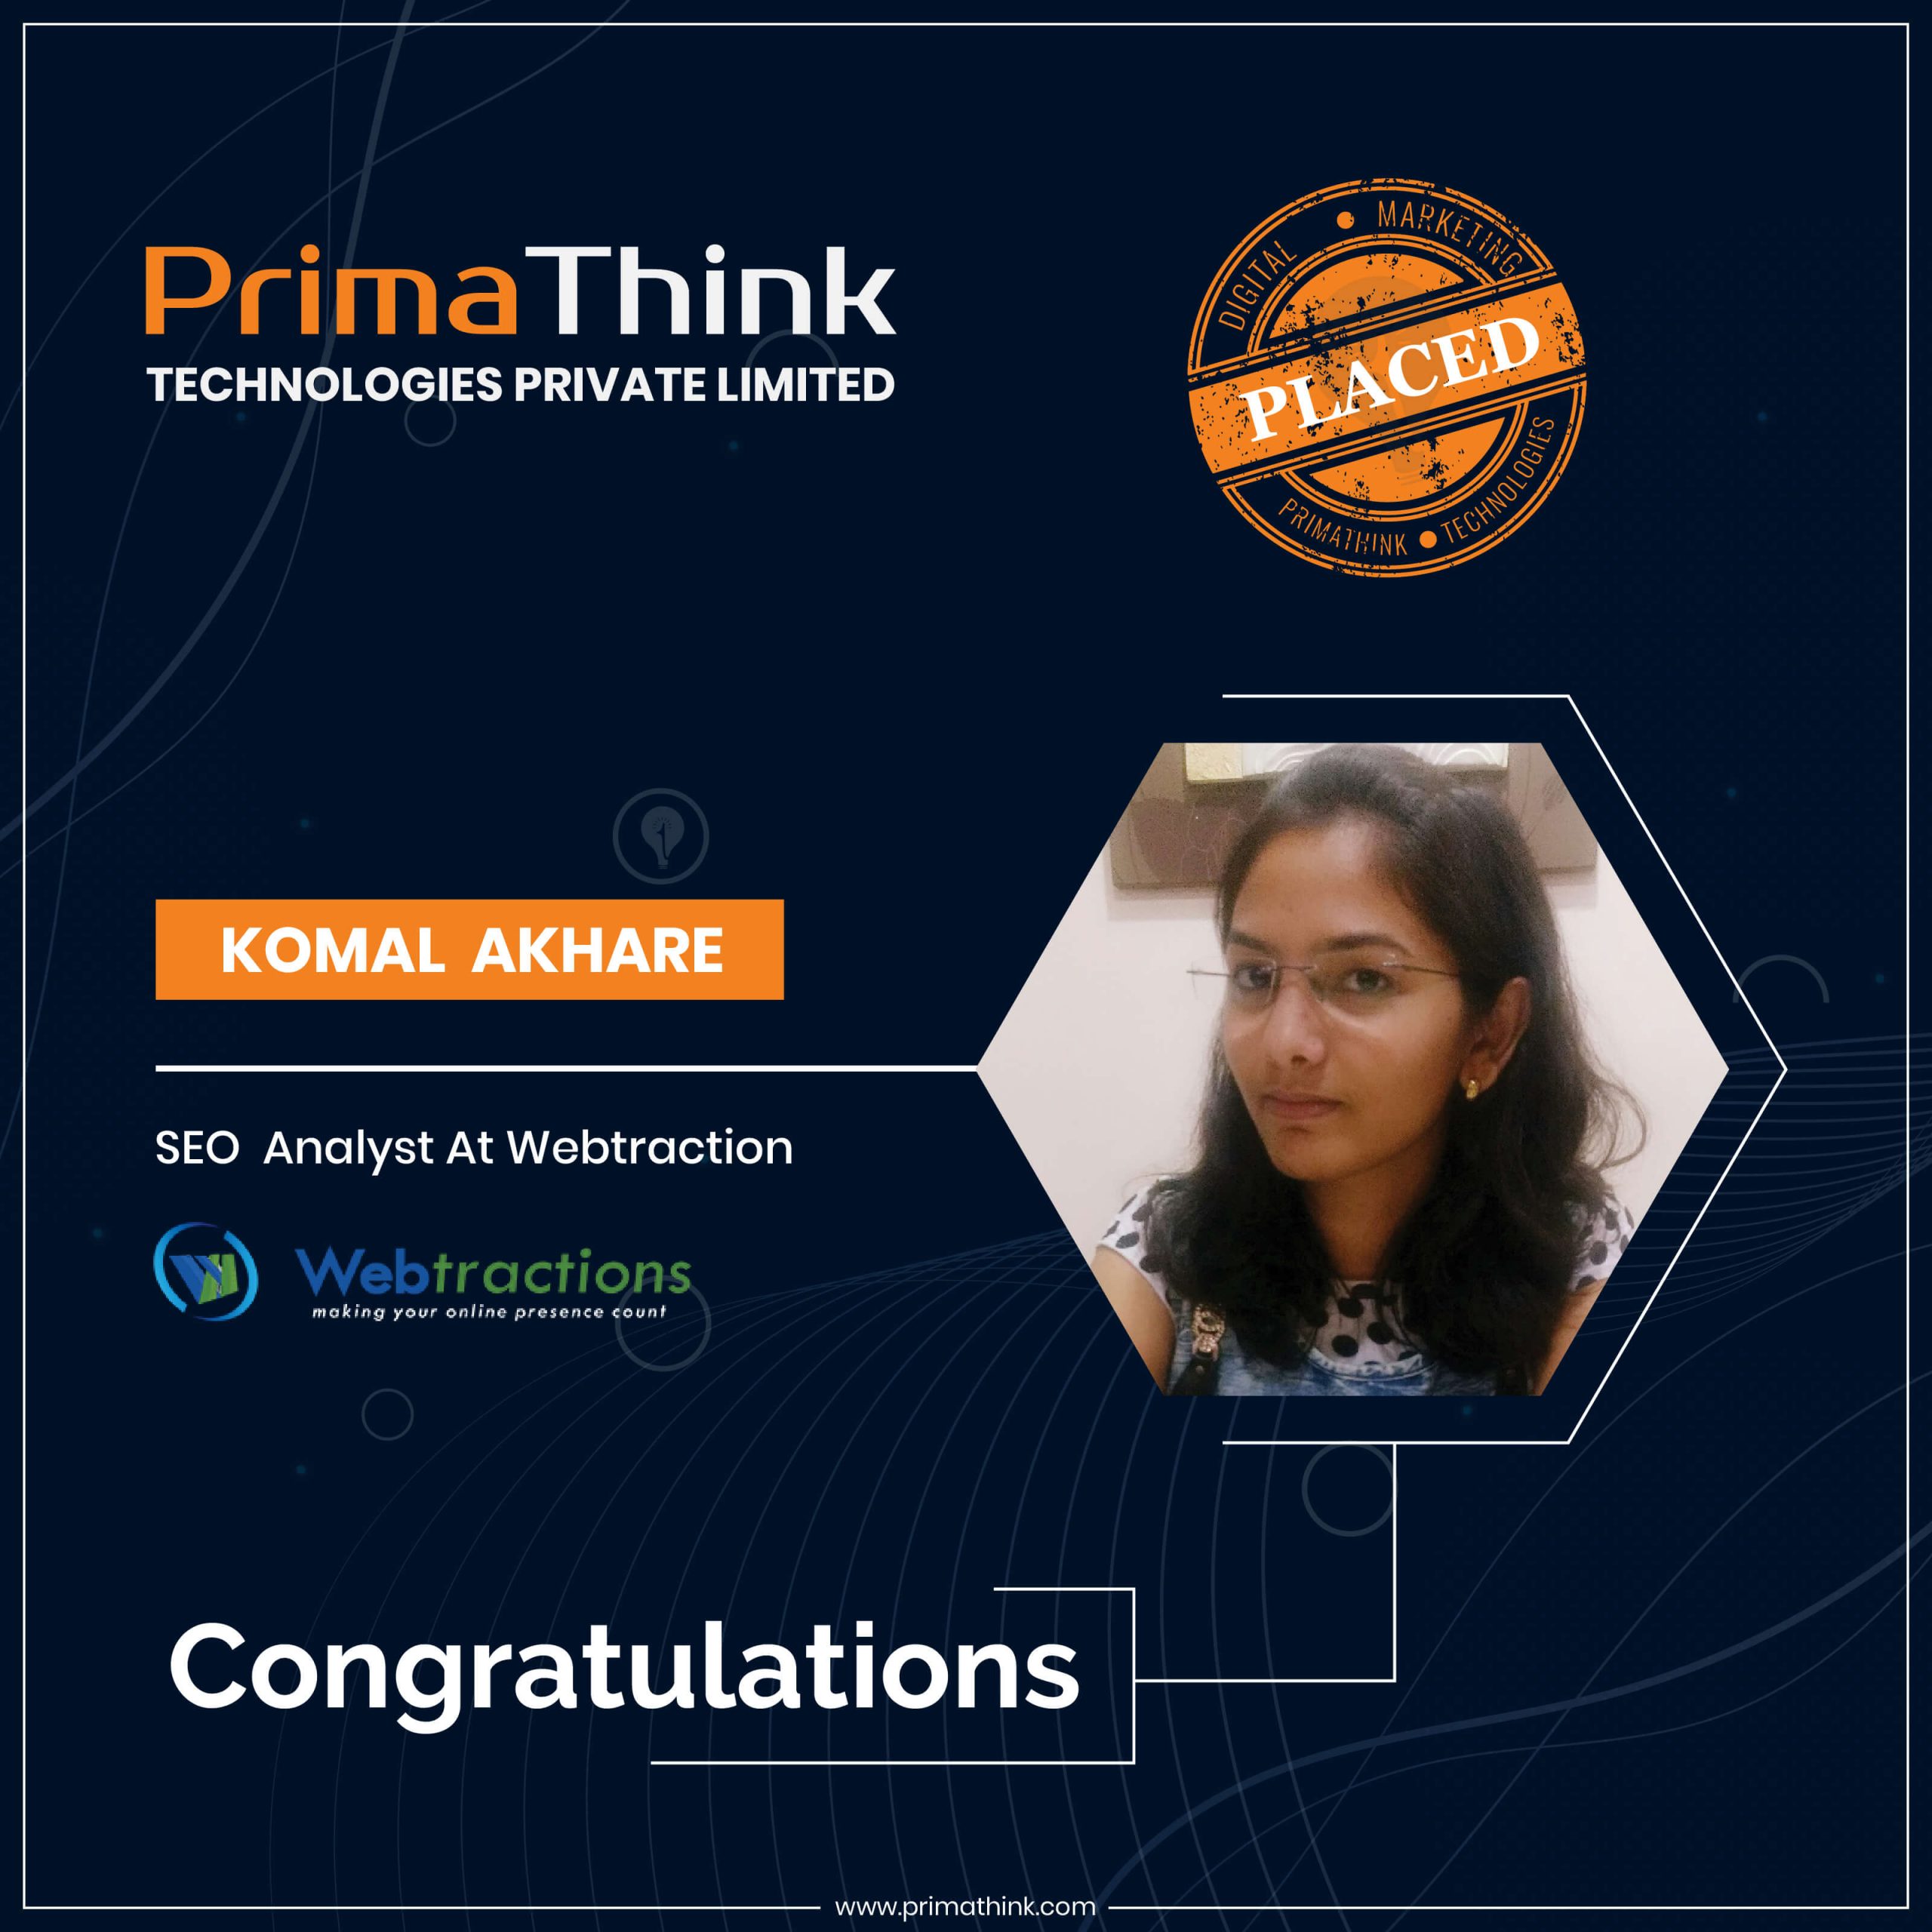 PrimaThink
TECHNOLOGIES PRIVATE LIMITED
DIGITAL • MARKETING
PLACED
PRIMATHINK • TECHNOLOGIES
KOMAL AKHARE
SEO Analyst At Webtraction
Webtractions
making your online presence count
Congratulations
www.primathink.com